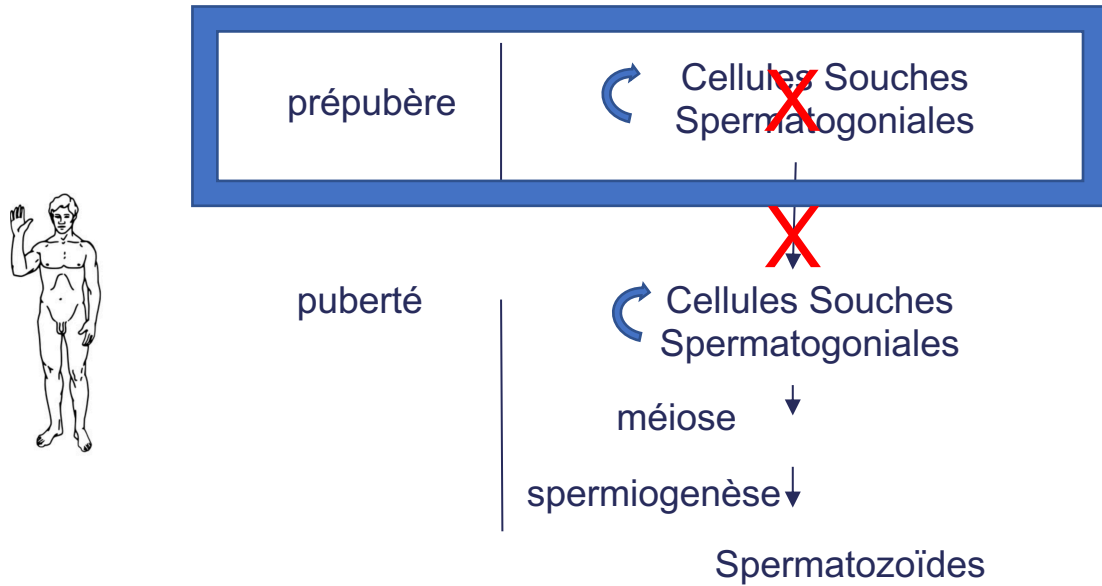 prépubère
Cellules Souches
Spermatogoniales
X
X
puberté
Cellules Souches
Spermatogoniales
méiose
spermiogenèse
Spermatozoïdes